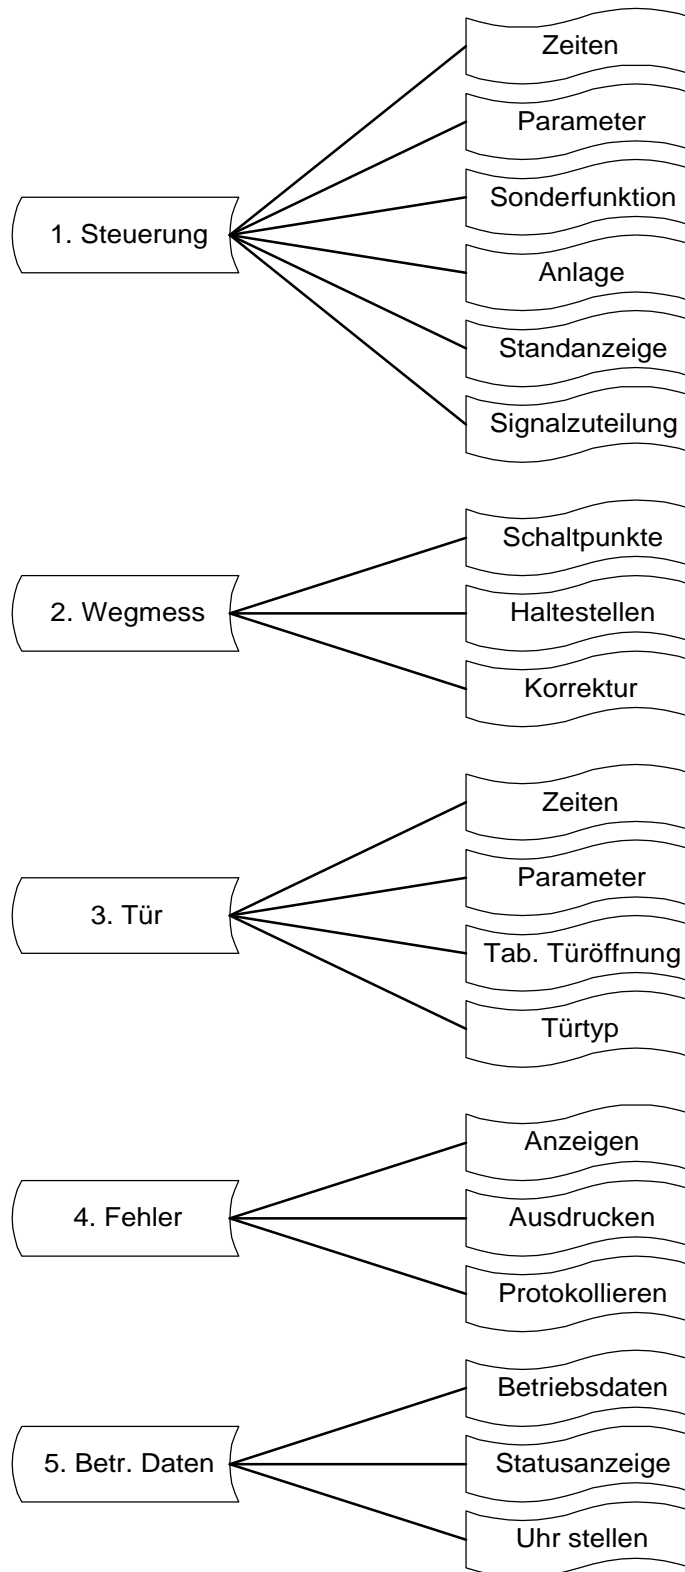 1. Steuerung
Zeiten
Parameter
Sonderfunktion
Anlage
Standanzeige
Signalzuteilung
2. Wegmess
Schaltpunkte
Haltestellen
Korrektur
3. Tür
Zeiten
Parameter
Tab. Türöffnung
Türtyp
4. Fehler
Anzeigen
Ausdrucken
Protokollieren
5. Betr. Daten
Betriebsdaten
Statusanzeige
Uhr stellen